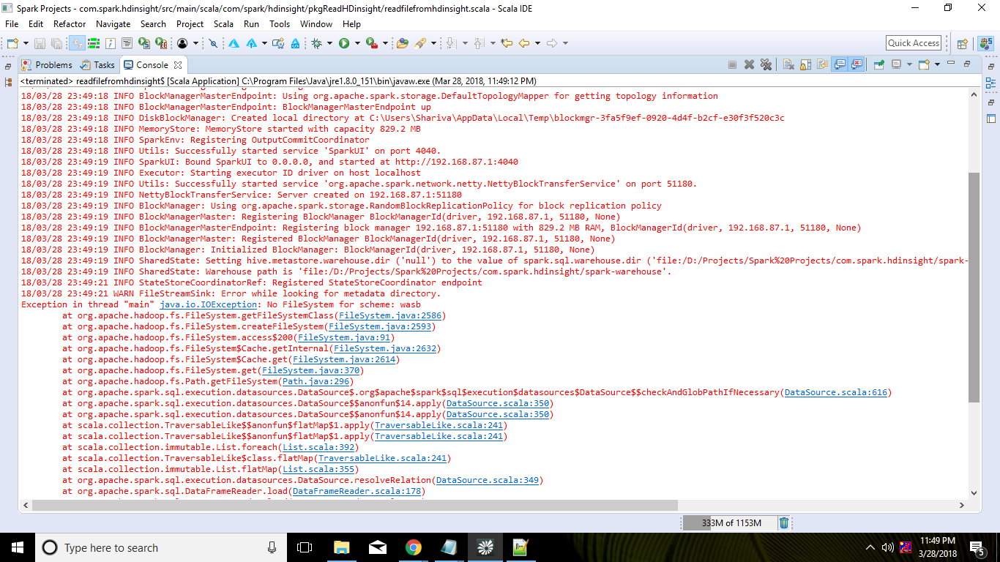 Spark Projects - com.spark.hdinsight/src/main/scala/com/spark/hdinsight/pkgReadHDinsight/readfilefromhdinsight.scala - Scala IDE
File Edit Refactor Navigate Search Project Scala Run Tools Window Help
Quick Access
Problems Tasks Console
<terminated> readfilefromhdinsight$ [Scala Application] C:\Program Files\Java\jre1.8.0_151\bin\javaw.exe (Mar 28, 2018, 11:49:12 PM)
18/03/28 23:49:18 INFO BlockManagerMasterEndpoint: Using org.apache.spark.storage.DefaultTopologyMapper for getting topology information
18/03/28 23:49:18 INFO BlockManagerMasterEndpoint: BlockManagerMasterEndpoint up
18/03/28 23:49:18 INFO DiskBlockManager: Created local directory at C:\Users\Shariva\AppData\Local\Temp\blockmgr-3fa5f9ef-0920-4d4f-b2cf-e30f3f520c3c
18/03/28 23:49:18 INFO MemoryStore: MemoryStore started with capacity 829.2 MB
18/03/28 23:49:18 INFO SparkEnv: Registering OutputCommitCoordinator
18/03/28 23:49:18 INFO Utils: Successfully started service 'SparkUI' on port 4040.
18/03/28 23:49:19 INFO SparkUI: Bound SparkUI to 0.0.0.0, and started at http://192.168.87.1:4040
18/03/28 23:49:19 INFO Executor: Starting executor ID driver on host localhost
18/03/28 23:49:19 INFO Utils: Successfully started service 'org.apache.spark.network.netty.NettyBlockTransferService' on port 51180.
18/03/28 23:49:19 INFO NettyBlockTransferService: Server created on 192.168.87.1:51180
18/03/28 23:49:19 INFO BlockManager: Using org.apache.spark.storage.RandomBlockReplicationPolicy for block replication policy
18/03/28 23:49:19 INFO BlockManagerMaster: Registering BlockManager BlockManagerId(driver, 192.168.87.1, 51180, None)
18/03/28 23:49:19 INFO BlockManagerMasterEndpoint: Registering block manager 192.168.87.1:51180 with 829.2 MB RAM, BlockManagerId(driver, 192.168.87.1, 51180, None)
18/03/28 23:49:19 INFO BlockManagerMaster: Registered BlockManager BlockManagerId(driver, 192.168.87.1, 51180, None)
18/03/28 23:49:19 INFO BlockManager: Initialized BlockManager: BlockManagerId(driver, 192.168.87.1, 51180, None)
18/03/28 23:49:19 INFO SharedState: Setting hive.metastore.warehouse.dir ('null') to the value of spark.sql.warehouse.dir ('file:/D:/Projects/Spark%20Projects/com.spark.hdinsight/spark-
18/03/28 23:49:19 INFO SharedState: Warehouse path is 'file:/D:/Projects/Spark%20Projects/com.spark.hdinsight/spark-warehouse'.
18/03/28 23:49:21 INFO StateStoreCoordinatorRef: Registered StateStoreCoordinator endpoint
18/03/28 23:49:21 WARN FileStreamSink: Error while looking for metadata directory.
Exception in thread "main" java.io.IOException: No FileSystem for scheme: wasb
at org.apache.hadoop.fs.FileSystem.getFileSystemClass(FileSystem.java:2586)
at org.apache.hadoop.fs.FileSystem.createFileSystem(FileSystem.java:2593)
at org.apache.hadoop.fs.FileSystem.access$200(FileSystem.java:91)
at org.apache.hadoop.fs.FileSystem$Cache.getInternal(FileSystem.java:2632)
at org.apache.hadoop.fs.FileSystem$Cache.get(FileSystem.java:2614)
at org.apache.hadoop.fs.FileSystem.get(FileSystem.java:370)
at org.apache.hadoop.fs.Path.getFileSystem(Path.java:296)
at org.apache.spark.sql.execution.datasources.DataSource$.org$apache$spark$sql$execution$datasources$DataSource$$checkAndGlobPathIfNecessary(DataSource.scala:616)
at org.apache.spark.sql.execution.datasources.DataSource$$anonfun$14.apply(DataSource.scala:350)
at org.apache.spark.sql.execution.datasources.DataSource$$anonfun$14.apply(DataSource.scala:350)
at scala.collection.TraversableLike$$anonfun$flatMap$1.apply(TraversableLike.scala:241)
at scala.collection.TraversableLike$$anonfun$flatMap$1.apply(TraversableLike.scala:241)
at scala.collection.immutable.List.foreach(List.scala:392)
at scala.collection.TraversableLike$class.flatMap(TraversableLike.scala:241)
at scala.collection.immutable.List.flatMap(List.scala:355)
at org.apache.spark.sql.execution.datasources.DataSource.resolveRelation(DataSource.scala:349)
at org.apache.spark.sql.DataFrameReader.load(DataFrameReader.scala:178)
333M of 1153M
Type here to search
11:49 PM
3/28/2018
5